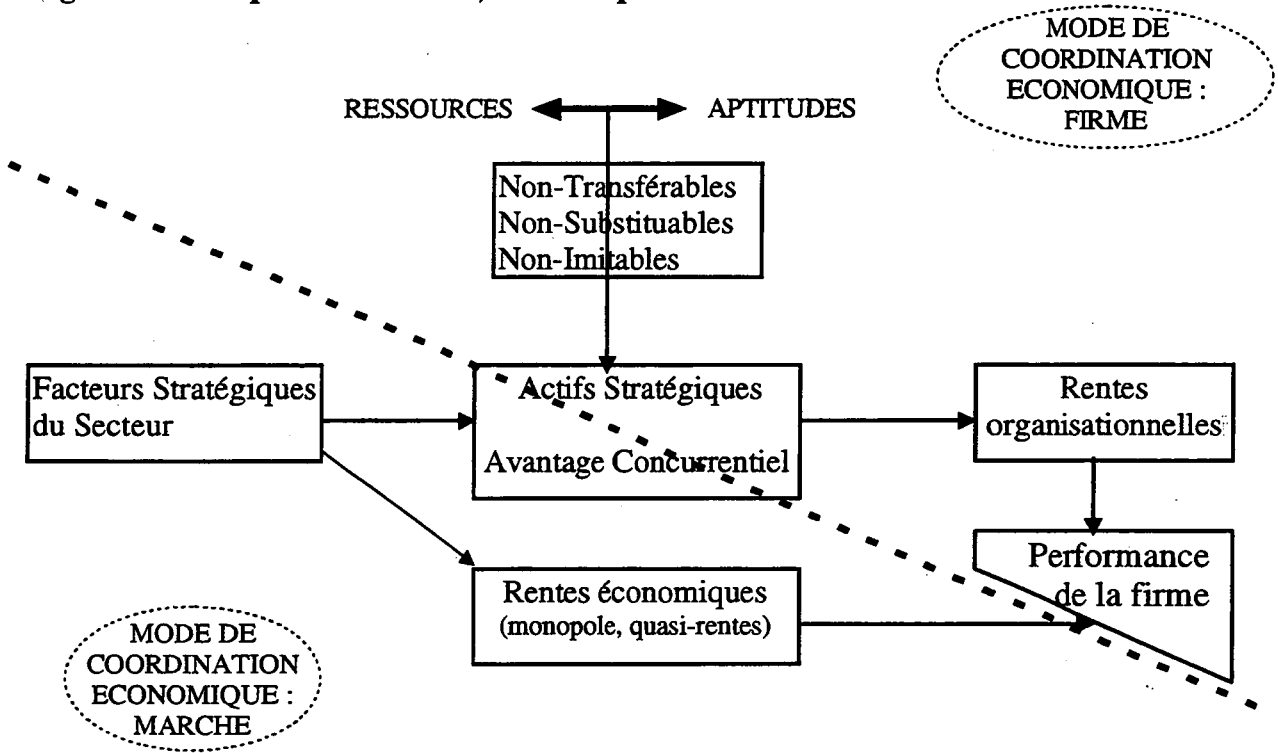 MODE DE
COORDINATION
ECONOMIQUE :
FIRME
RESSOURCES APTITUDES
Non-Transférables
Non-Substituables
Non-Imitables
Facteurs Stratégiques
du Secteur
Actifs Stratégiques
Avantage Concurrentiel
Rentes
organisationnelles
Performance
de la firme
Rentes économiques
(monopole, quasi-rentes)
MODE DE
COORDINATION
ECONOMIQUE :
MARCHE